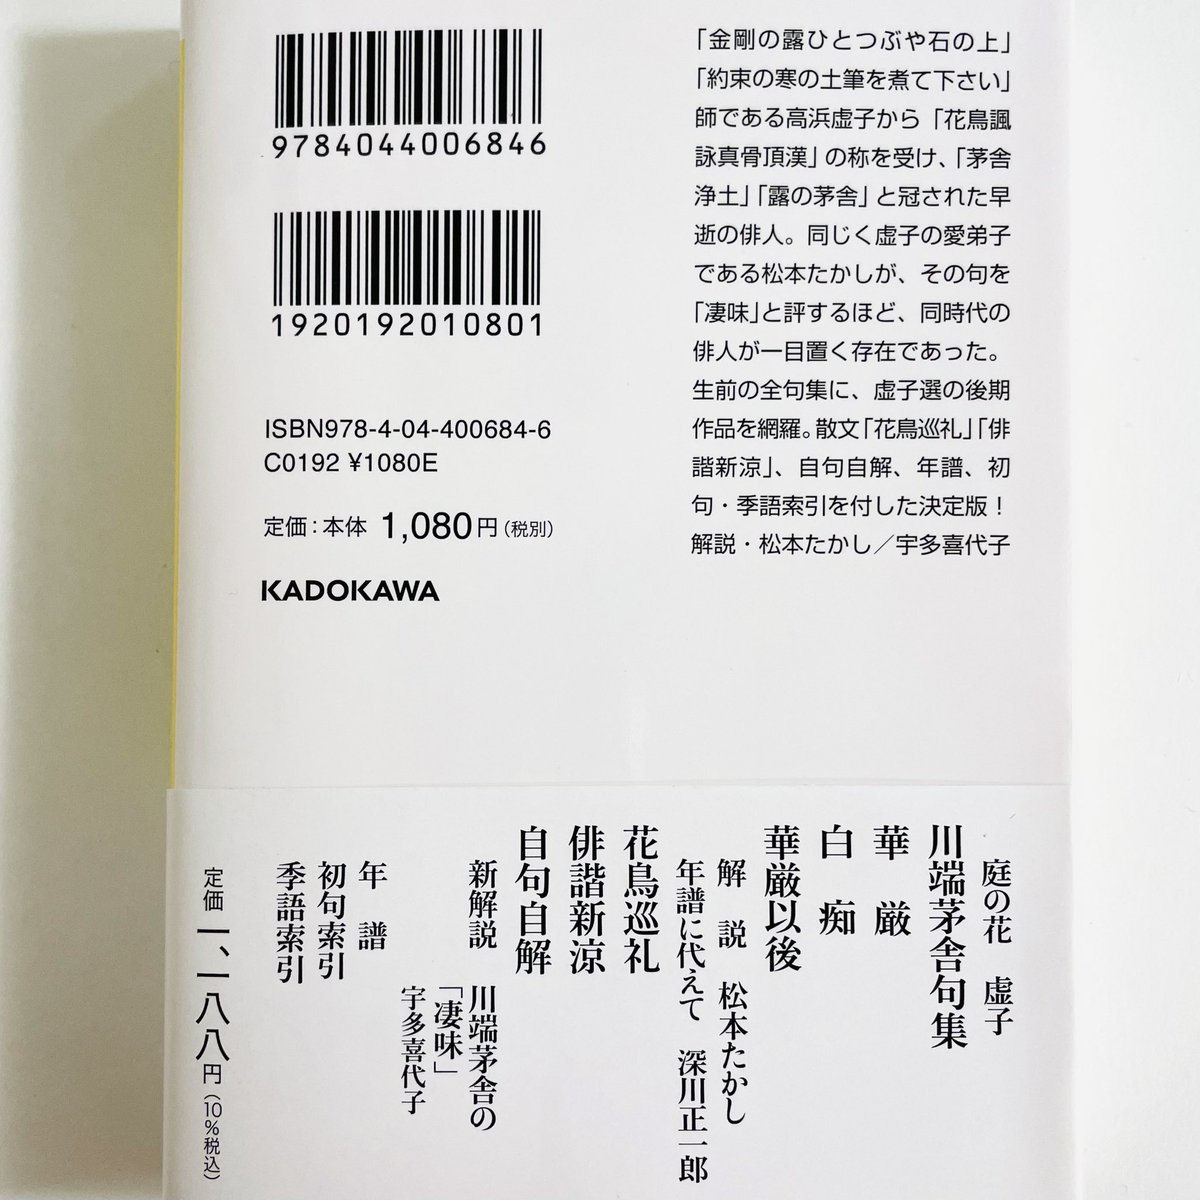 9784044006846
1920192010801
ISBN978-4-04-400684-6
C0192 ¥1080E
定価：本体 1,080円（税別）
KADOKAWA
「金剛の露ひとつぶや石の上」
「約束の寒の土筆を煮て下さい」
師である高浜虚子から「花鳥諷
詠真骨頂漢」の称を受け、「茅舎
浄土」「露の茅舎」と冠された早
逝の俳人。同じく虚子の愛弟子
である松本たかしが、その句を
「凄味」と評するほど、同時代の
俳人が一目置く存在であった。
生前の全句集に、虚子選の後期
作品を網羅。散文「花鳥巡礼」「俳
諧新涼」、自句自解、年譜、初
句・季語索引を付した決定版！
解説・松本たかし／宇多喜代子
庭の花　虚子
川端茅舎句集
華厳
白痴
華厳以後
解説　松本たかし
年譜に代えて　深川正一郎
花鳥巡礼
俳諧新涼
自句自解
新解説　川端茅舎の
「凄味」
宇多喜代子
年譜
初句索引
季語索引
定価 一、一八八円（10%税込）